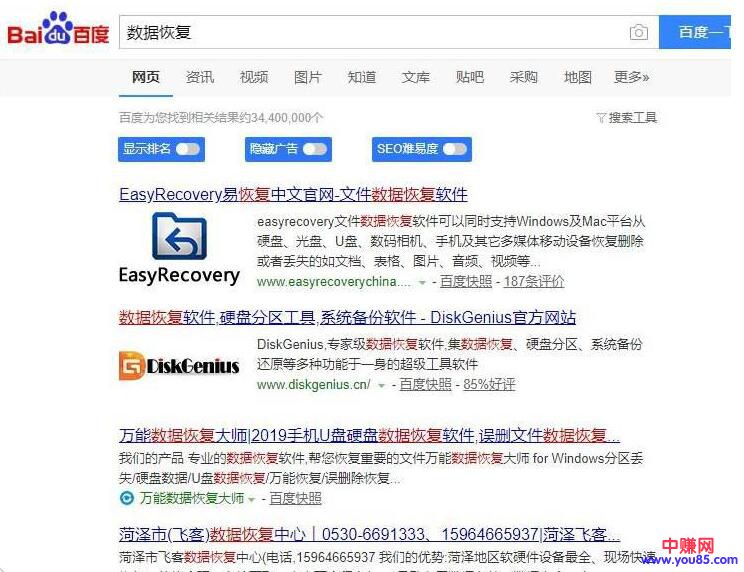 Bai du 百度 数据恢复 百度一下
网页 资讯 视频 图片 知道 文库 贴吧 采购 地图 更多»
百度为您找到相关结果约34,400,000个 搜索工具
显示排名 隐藏广告 SEO难易度
EasyRecovery易恢复中文官网-文件数据恢复软件
easyrecovery文件数据恢复软件可以同时支持Windows及Mac平台从
硬盘、光盘、U盘、数码相机、手机及其它多媒体移动设备恢复删除
或者丢失的如文档、表格、图片、音频、视频等...
EasyRecovery
www.easyrecoverychina.... - 百度快照 - 187条评价
数据恢复软件,硬盘分区工具,系统备份软件 - DiskGenius官方网站
DiskGenius,专家级数据恢复软件,集数据恢复、硬盘分区、系统备份
DiskGenius
还原等多种功能于一身的超级工具软件
www.diskgenius.cn/ - 百度快照 - 85%好评
万能数据恢复大师|2019手机U盘硬盘数据恢复软件,误删文件数据恢复...
我们的产品 专业的数据恢复软件,帮您恢复重要的文件万能数据恢复大师 for Windows分区丢
失/硬盘数据/U盘数据恢复/万能恢复/误删除恢复...
万能数据恢复大师 - 百度快照
菏泽市(飞客)数据恢复中心｜0530-6691333、15964665937|菏泽飞客...
菏泽市飞客数据恢复中心(电话,15964665937 我们的优势:菏泽地区软硬件设备最全、现场快速
中赚网
www.you85.com